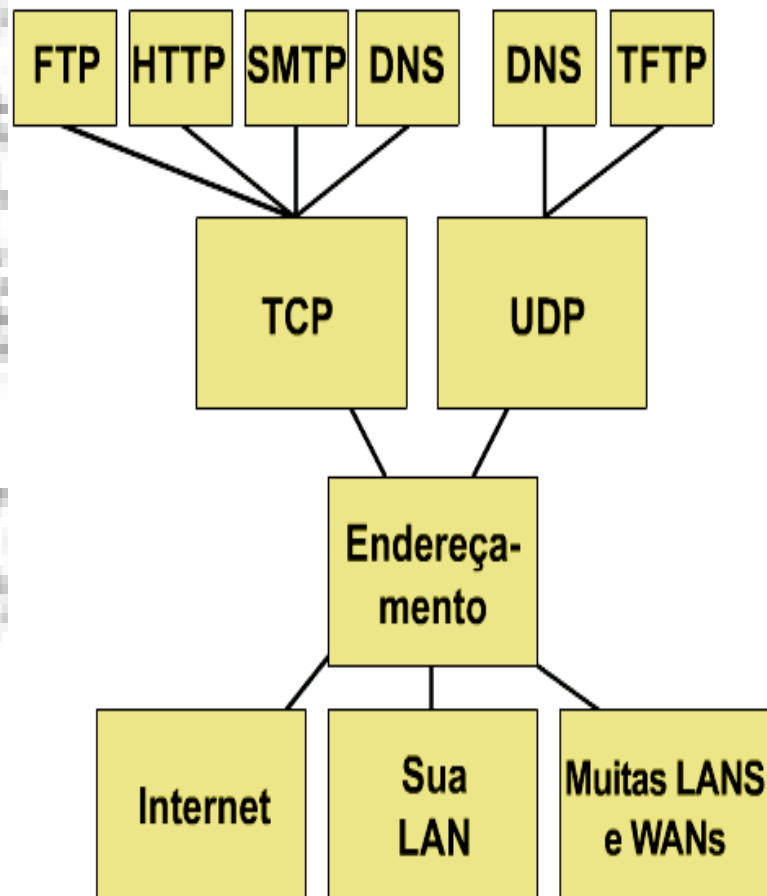 FTP HTTP SMTP DNS DNS TFTP
TCP UDP
Endereça-
mento
Internet
Sua
LAN
Muitas LANS
e WANs